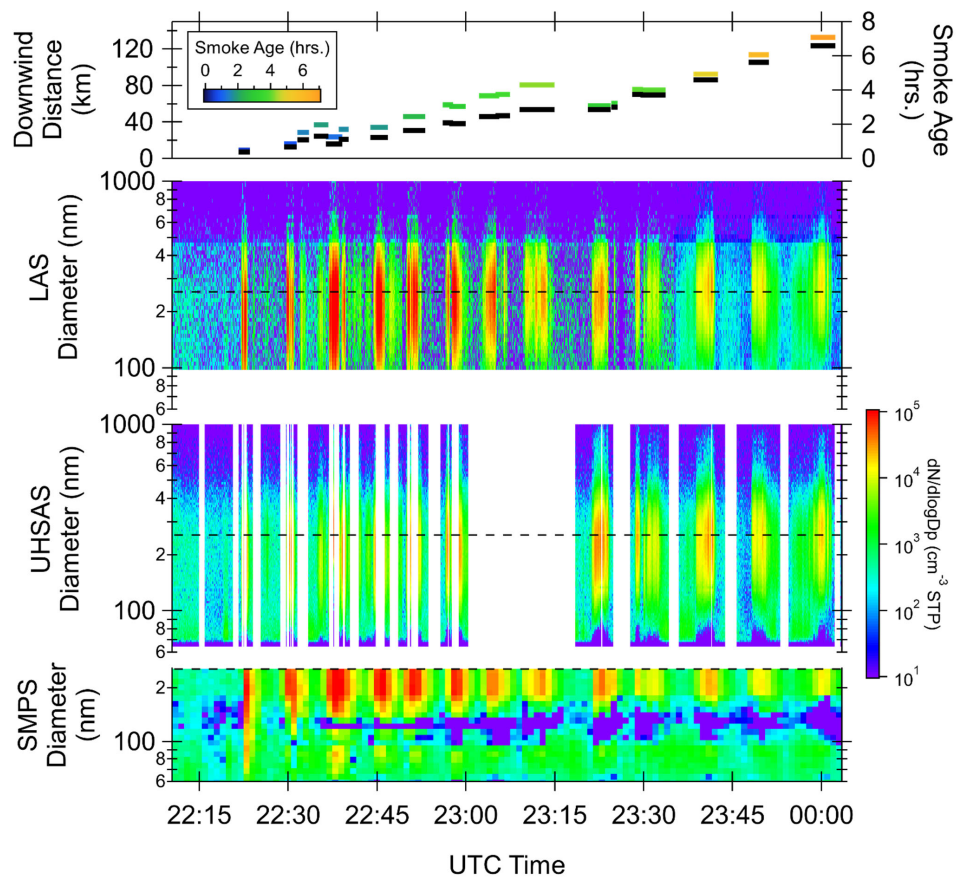 Downwind
Distance
(km)
120
80
40
0
Smoke Age (hrs.)
0 2 4 6
8
6
4
2
0
Smoke Age
(hrs.)
LAS
Diameter (nm)
1000
8
6
4
2
100
8
6
UHSAS
Diameter (nm)
1000
8
6
4
2
100
8
6
10^5
10^4
10^3
10^2
10^1
dN/dlogDp (cm^-3 STP)
SMPS
Diameter
(nm)
2
100
8
6
22:15 22:30 22:45 23:00 23:15 23:30 23:45 00:00
UTC Time